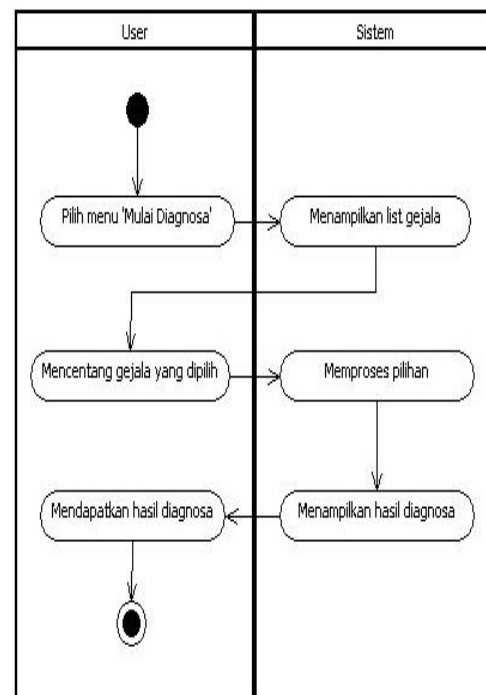 User
Sistem
Pilih menu 'Mulai Diagnosa'
Menampilkan list gejala
Mencentang gejala yang dipilih
Memproses pilihan
Mendapatkan hasil diagnosa
Menampilkan hasil diagnosa